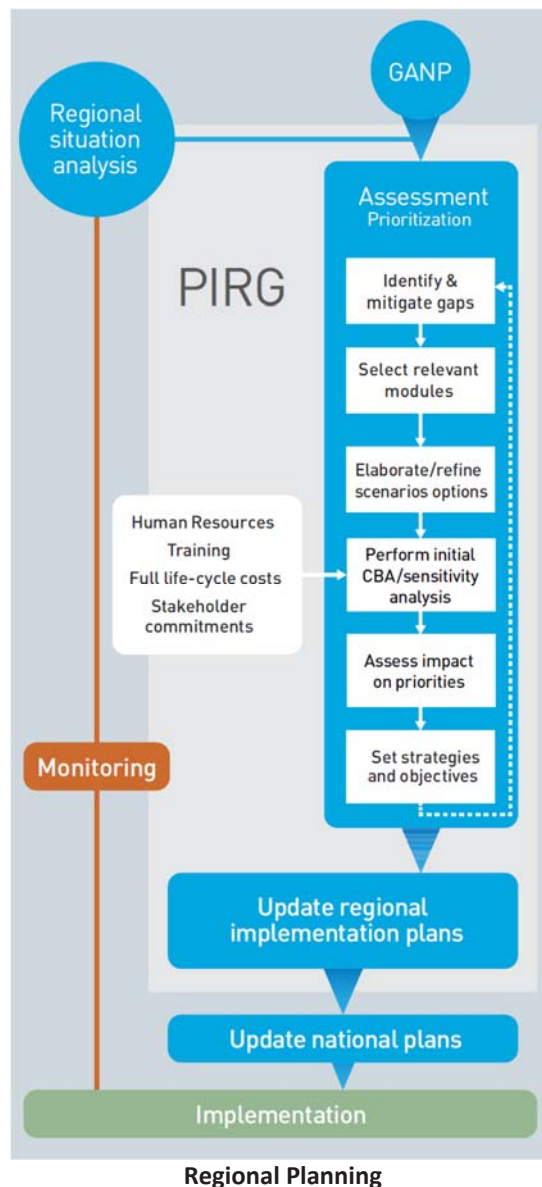 GANP
Regional
situation
analysis
Assessment
Prioritization
PIRG
Identify &
mitigate gaps
Select relevant
modules
Elaborate/refine
scenarios options
Human Resources
Training
Full life-cycle costs
Stakeholder
commitments
Perform initial
CBA/sensitivity
analysis
Assess impact
on priorities
Monitoring
Set strategies
and objectives
Update regional
implementation plans
Update national plans
Implementation
Regional Planning